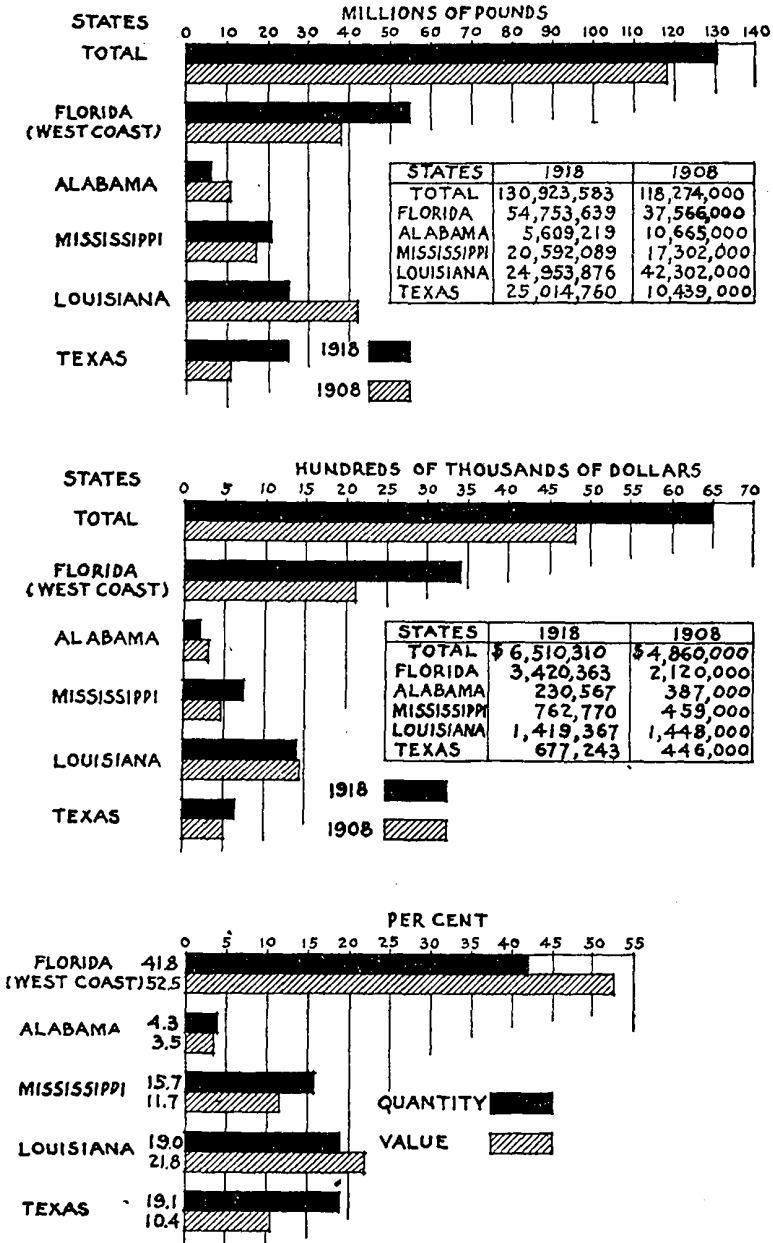 MILLIONS OF POUNDS
STATES
0 10 20 30 40 50 60 70 80 90 100 110 120 130 140
TOTAL
FLORIDA
(WEST COAST)
ALABAMA
MISSISSIPPI
LOUISIANA
TEXAS
STATES 1918 1908
TOTAL 130,923,583 118,274,000
FLORIDA 54,753,639 37,566,000
ALABAMA 5,609,219 10,665,000
MISSISSIPPI 20,592,089 17,302,000
LOUISIANA 24,953,876 42,302,000
TEXAS 25,014,760 10,439,000
1918
1908
HUNDREDS OF THOUSANDS OF DOLLARS
STATES
0 5 10 15 20 25 30 35 40 45 50 55 60 65 70
TOTAL
FLORIDA
(WEST COAST)
ALABAMA
MISSISSIPPI
LOUISIANA
TEXAS
STATES 1918 1908
TOTAL $6,510,310 $4,860,000
FLORIDA 3,420,363 2,120,000
ALABAMA 230,567 387,000
MISSISSIPPI 762,770 459,000
LOUISIANA 1,419,367 1,448,000
TEXAS 677,243 446,000
1918
1908
PER CENT
0 5 10 15 20 25 30 35 40 45 50 55
FLORIDA 41.8
(WEST COAST) 52.5
ALABAMA 4.3
3.5
MISSISSIPPI 15.7
11.7
LOUISIANA 19.0
21.8
TEXAS 19.1
10.4
QUANTITY
VALUE